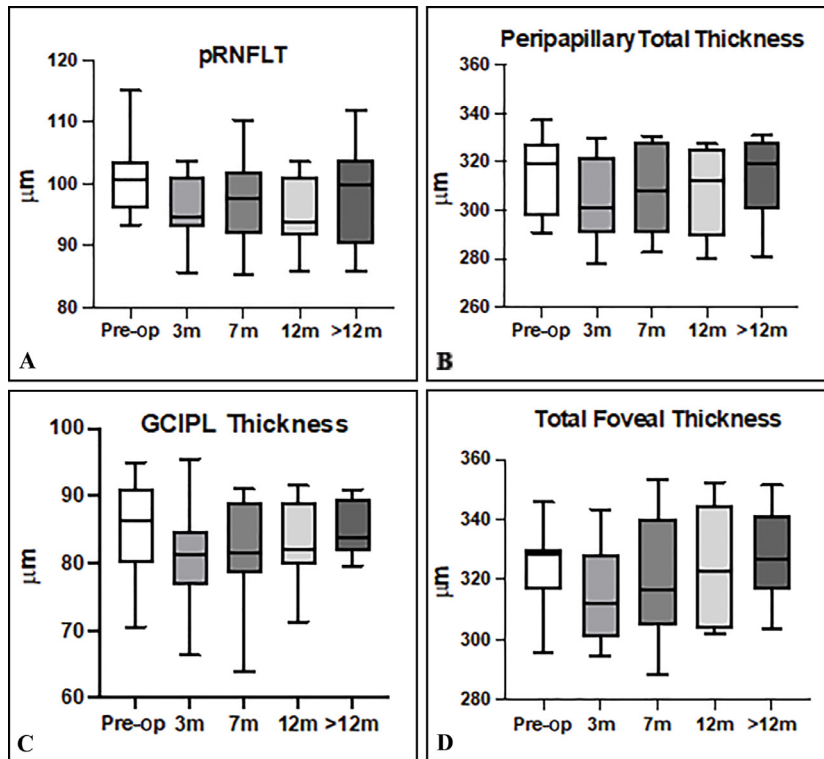 pRNFLT
120
110
100
90
80
μm
Pre-op 3m 7m 12m >12m
A
Peripapillary Total Thickness
360
340
320
300
280
260
μm
Pre-op 3m 7m 12m >12m
B
GCIPL Thickness
100
90
80
70
60
μm
Pre-op 3m 7m 12m >12m
C
Total Foveal Thickness
360
340
320
300
280
μm
Pre-op 3m 7m 12m >12m
D